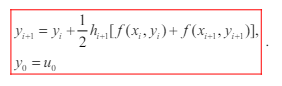 y_{i+1} = y_i + \frac{1}{2} h_{i+1} [f(x_i, y_i) + f(x_{i+1}, y_{i+1})],
y_0 = u_0
.